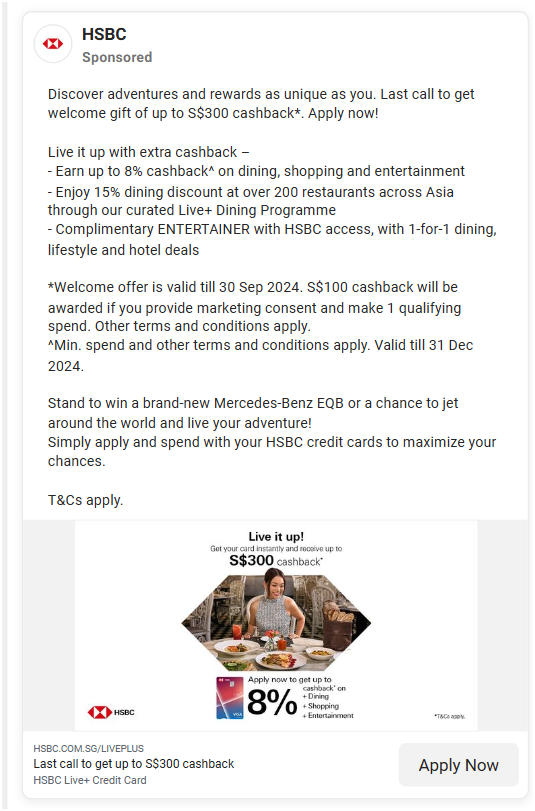 HSBC
Sponsored
Discover adventures and rewards as unique as you. Last call to get
welcome gift of up to S$300 cashback*. Apply now!
Live it up with extra cashback –
- Earn up to 8% cashback^ on dining, shopping and entertainment
- Enjoy 15% dining discount at over 200 restaurants across Asia
through our curated Live+ Dining Programme
- Complimentary ENTERTAINER with HSBC access, with 1-for-1 dining,
lifestyle and hotel deals
*Welcome offer is valid till 30 Sep 2024. S$100 cashback will be
awarded if you provide marketing consent and make 1 qualifying
spend. Other terms and conditions apply.
^Min. spend and other terms and conditions apply. Valid till 31 Dec
2024.
Stand to win a brand-new Mercedes-Benz EQB or a chance to jet
around the world and live your adventure!
Simply apply and spend with your HSBC credit cards to maximize your
chances.
T&Cs apply.
Live it up!
Get your card instantly and receive up to
S$300 cashback*
Apply now to get up to
8% cashback* on
+ Dining
+ Shopping
+ Entertainment
VISA
HSBC
*T&Cs apply.
HSBC.COM.SG/LIVEPLUS
Last call to get up to S$300 cashback
HSBC Live+ Credit Card
Apply Now